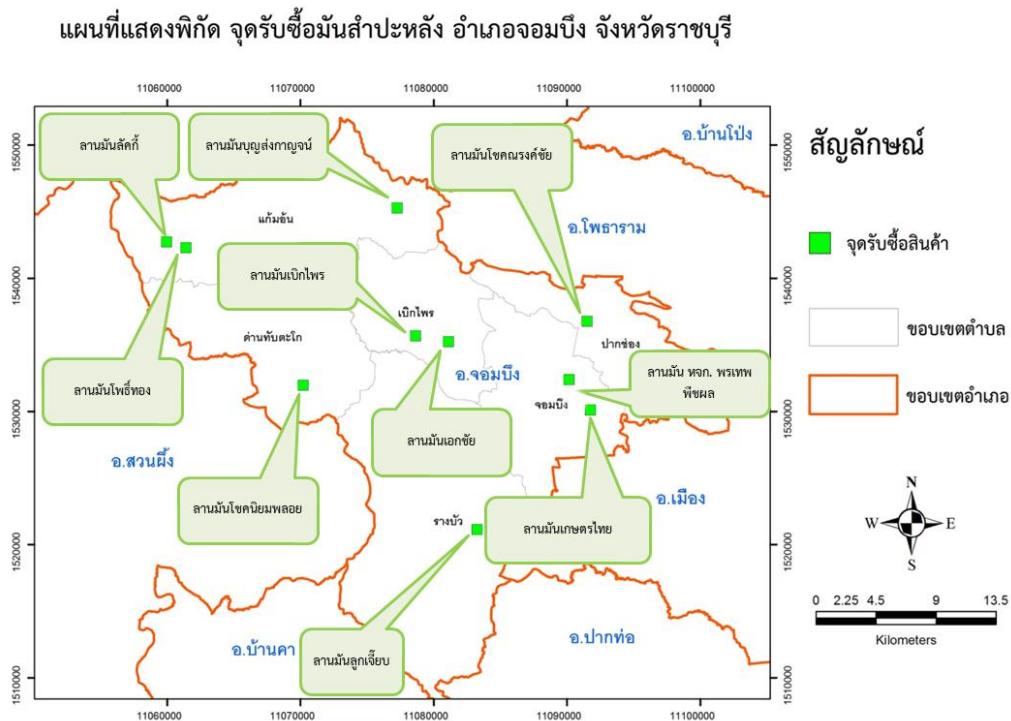 แผนที่แสดงพิกัด จุดรับซื้อมันสำปะหลัง อำเภอจอมบึง จังหวัดราชบุรี
11060000 11070000 11080000 11090000 11100000
1550000
1540000
1530000
1520000
1510000
ลานมันลัคกี้
ลานมันบุญส่งกาญจน์
ลานมันโชคณรงค์ชัย
อ.บ้านโป่ง
แก้มอ้น
อ.โพธาราม
ลานมันเบิกไพร
เบิกไพร
ด่านทับตะโก
ปากช่อง
อ.จอมบึง
ลานมัน หจก. พรเทพ
พืชผล
ลานมันโพธิ์ทอง
จอมบึง
ลานมันเอกชัย
อ.สวนผึ้ง
ลานมันโชคนิยมพลอย
อ.เมือง
รางบัว
ลานมันเกษตรไทย
อ.บ้านคา
ลานมันลูกเจี๊ยบ
อ.ปากท่อ
1550000
1540000
1530000
1520000
1510000
11060000 11070000 11080000 11090000 11100000
สัญลักษณ์
จุดรับซื้อสินค้า
ขอบเขตตำบล
ขอบเขตอำเภอ
N
W E
S
0 2.25 4.5 9 13.5
Kilometers